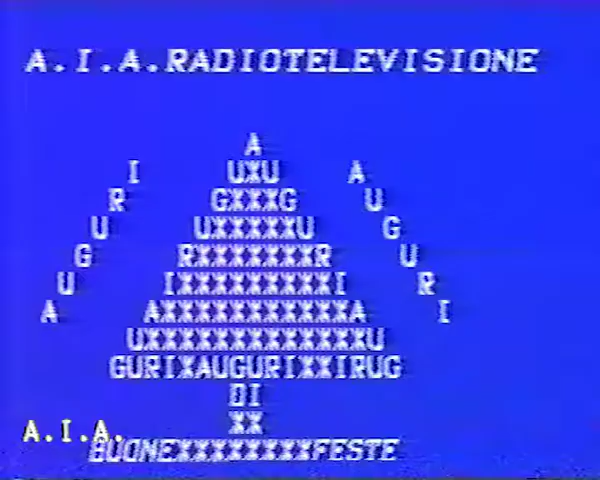 A.I.A.RADIOTELEVISIONE
A
I UXU A
R GXXXG U
U UXXXXXU G
G RXXXXXXXR U
U IXXXXXXXXXI R
A AXXXXXXXXXXXA I
UXXXXXXXXXXXXXU
GURIXAUGURIXXIRUG
DI
XX
A.I.A.
BUONEXXXXXXXXFESTE